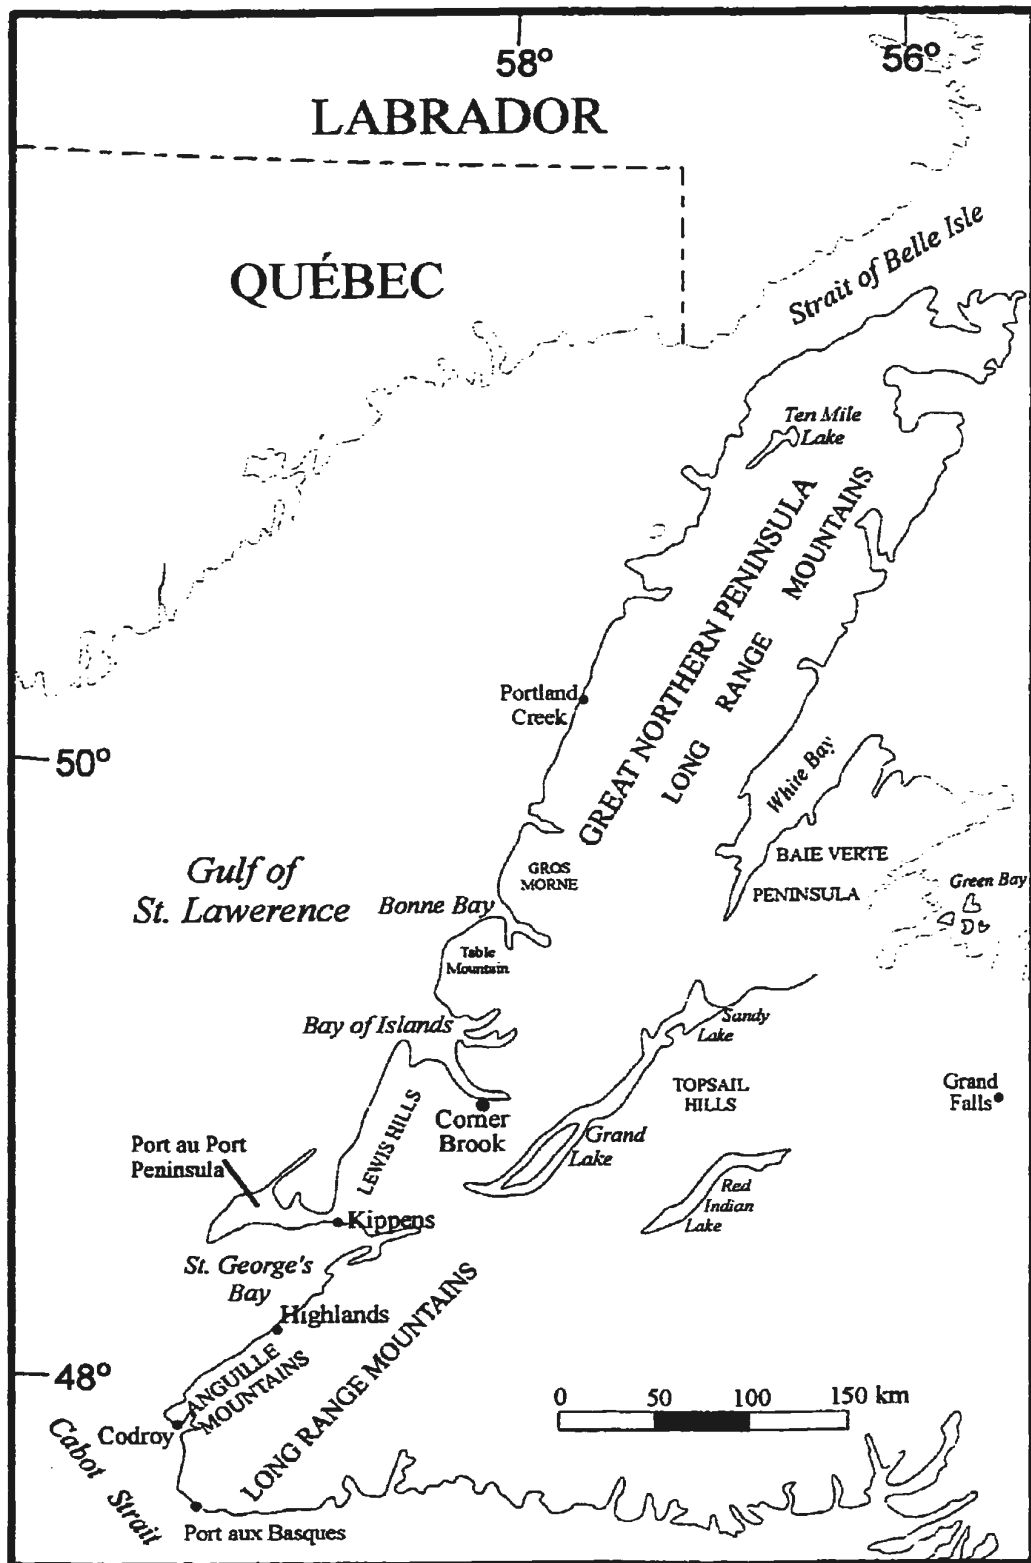 58º
56º
LABRADOR
QUÉBEC
Strait of Belle Isle
Ten Mile
Lake
GREAT NORTHERN PENINSULA
LONG RANGE MOUNTAINS
Portland
Creek
50º
White Bay
Gulf of
St. Lawerence
GROS
MORNE
BAIE VERTE
PENINSULA
Green Bay
Bonne Bay
Table
Mountain
Bay of Islands
Sandy
Lake
TOPSAIL
HILLS
Grand
Falls
LEWIS HILLS
Corner
Brook
Grand
Lake
Port au Port
Peninsula
Red
Indian
Lake
Kippens
St. George's
Bay
Highlands
LONG RANGE MOUNTAINS
48º
ANGUILLE
MOUNTAINS
0 50 100 150 km
Codroy
Cabot Strait
Port aux Basques